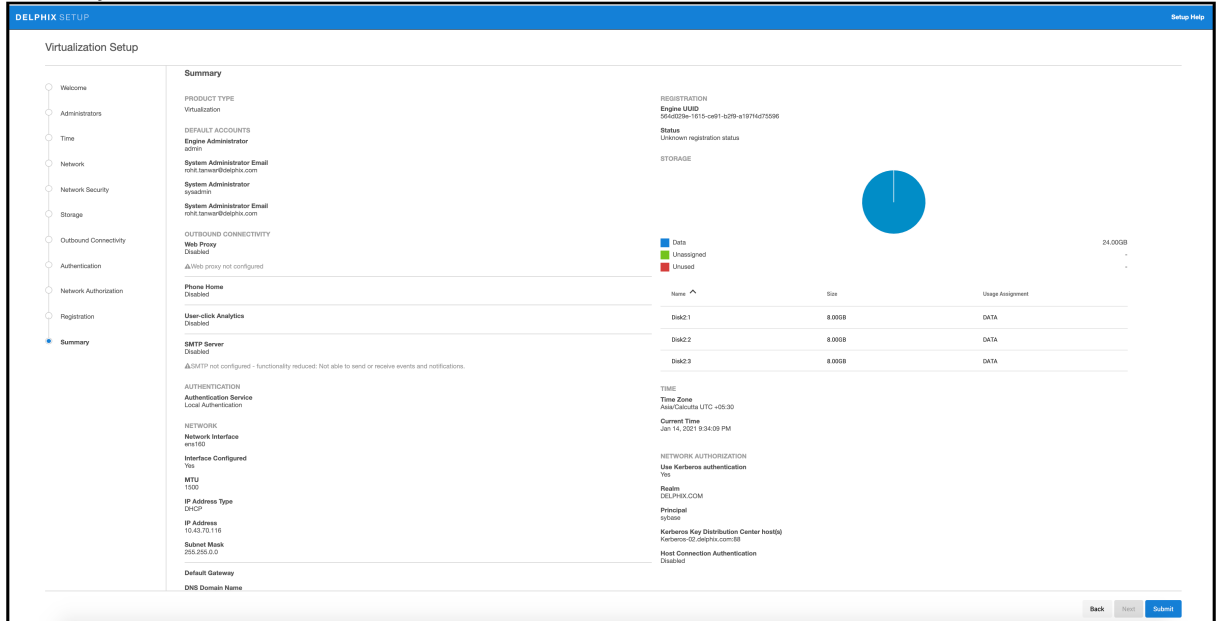 DELPHIX SETUP
Setup Help
Virtualization Setup
Welcome
Administrators
Time
Network
Network Security
Storage
Outbound Connectivity
Authentication
Network Authorization
Registration
Summary
Summary
PRODUCT TYPE
Virtualization
DEFAULT ACCOUNTS
Engine Administrator
admin
System Administrator Email
rohit.tanwar@delphix.com
System Administrator
sysadmin
System Administrator Email
rohit.tanwar@delphix.com
OUTBOUND CONNECTIVITY
Web Proxy
Disabled
Web proxy not configured
Phone Home
Disabled
User-click Analytics
Disabled
SMTP Server
Disabled
SMTP not configured - functionality reduced: Not able to send or receive events and notifications.
AUTHENTICATION
Authentication Service
Local Authentication
NETWORK
Network Interface
ens160
Interface Configured
Yes
MTU
1500
IP Address Type
DHCP
IP Address
10.43.70.116
Subnet Mask
255.255.0.0
Default Gateway
DNS Domain Name
REGISTRATION
Engine UUID
564d029e-1615-ce91-b2f9-a197f4d75596
Status
Unknown registration status
STORAGE
Data 24.00GB
Unassigned -
Unused -
Name Size Usage Assignment
Disk2:1 8.00GB DATA
Disk2:2 8.00GB DATA
Disk2:3 8.00GB DATA
TIME
Time Zone
Asia/Calcutta UTC +05:30
Current Time
Jan 14, 2021 9:34:09 PM
NETWORK AUTHORIZATION
Use Kerberos authentication
Yes
Realm
DELPHIX.COM
Principal
sybase
Kerberos Key Distribution Center host(s)
Kerberos-02.delphix.com:88
Host Connection Authentication
Disabled
Back Next Submit